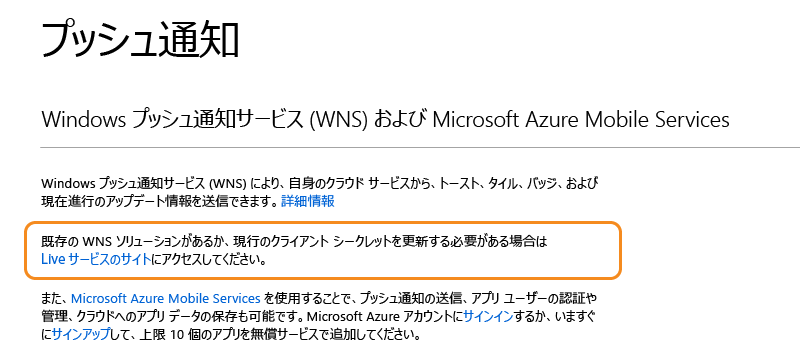 プッシュ通知
Windows プッシュ通知サービス (WNS) および Microsoft Azure Mobile Services
Windows プッシュ通知サービス (WNS) により、自身のクラウド サービスから、トースト、タイル、バッジ、および
現在進行のアップデート情報を送信できます。 詳細情報
既存の WNS ソリューションがあるか、現行のクライアント シークレットを更新する必要がある場合は
Live サービスのサイトにアクセスしてください。
また、Microsoft Azure Mobile Services を使用することで、プッシュ通知の送信、アプリ ユーザーの認証や
管理、クラウドへのアプリ データの保存も可能です。Microsoft Azure アカウントにサインインするか、いますぐ
にサインアップして、上限 10 個のアプリを無償サービスで追加してください。